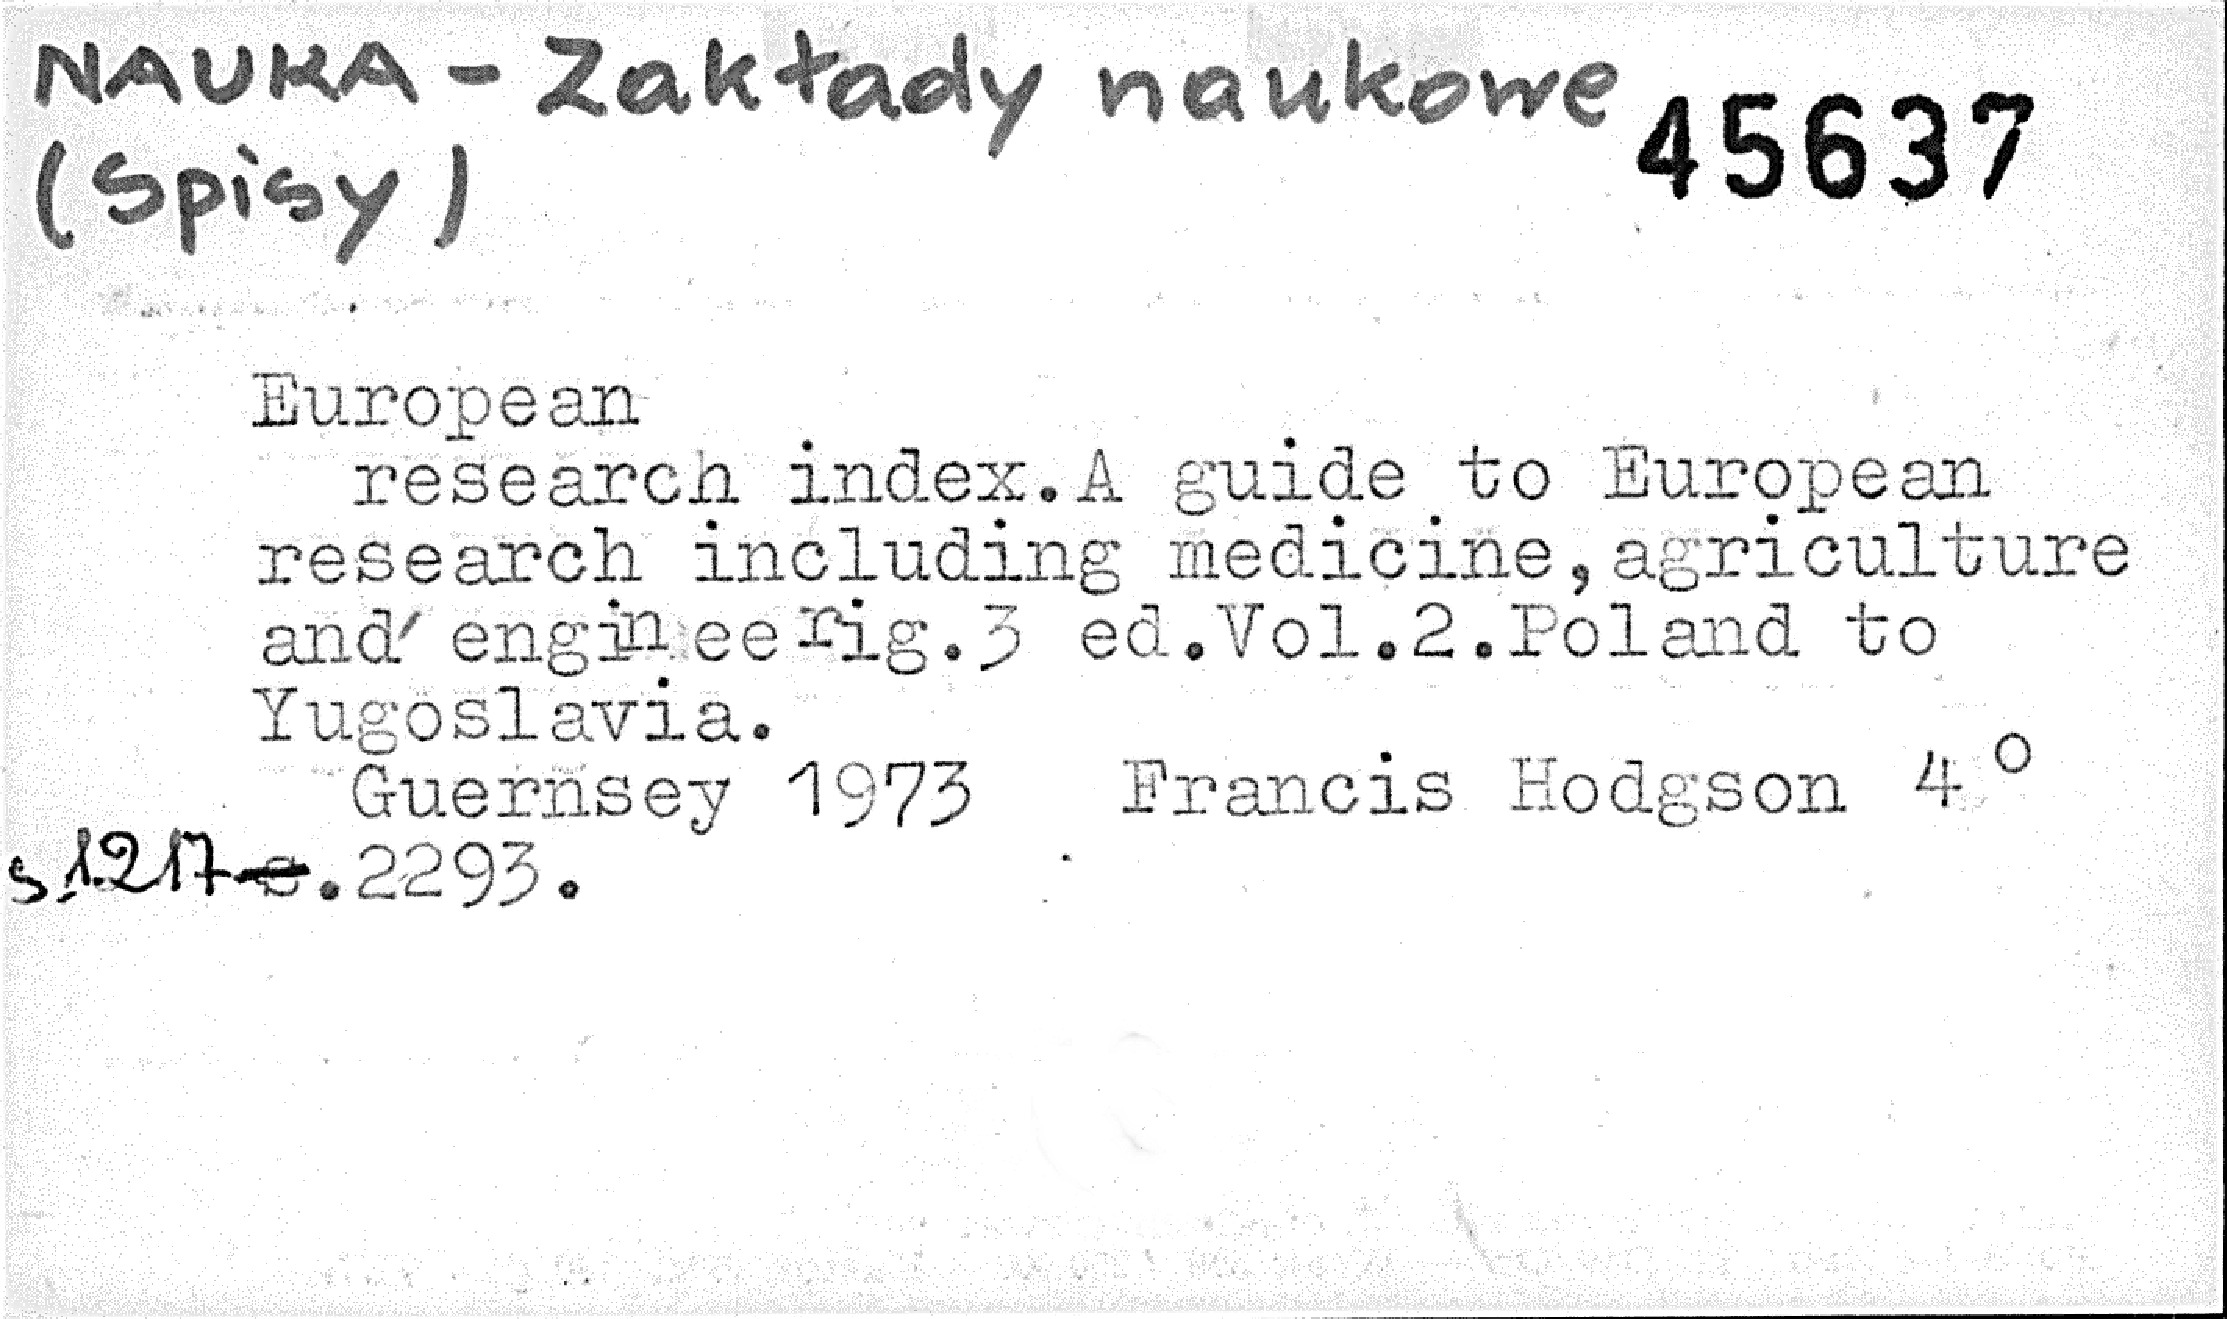 NAUKA - Zakłady naukowe 45637
(Spisy)
European
research index.A guide to European
research including medicine,agriculture
and engineerig.3 ed.Vol.2.Poland to
Yugoslavia.
Guernsey 1973 Francis Hodgson 4°
s.1217-s.2293.